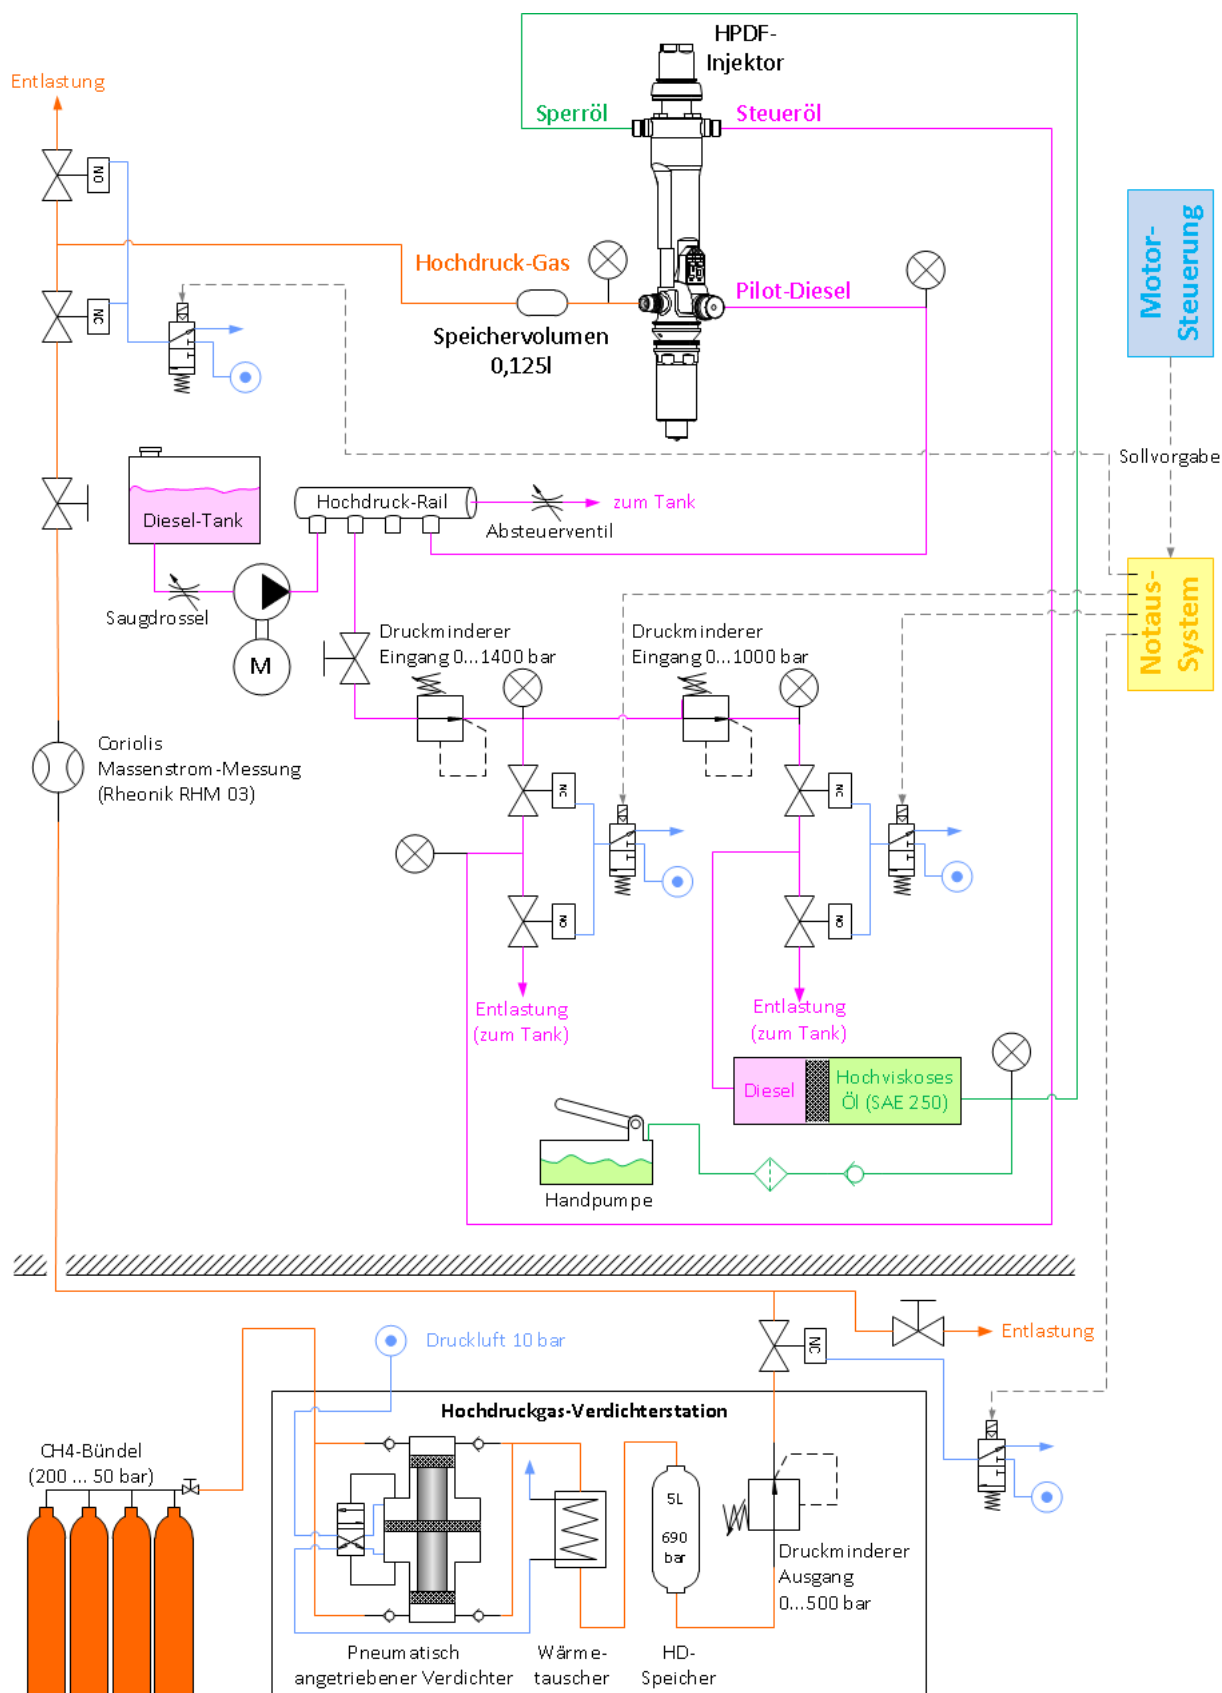 HPDF-
Injektor
Entlastung
Sperröl
Steueröl
NO
Hochdruck-Gas
Pilot-Diesel
Motor-
Steuerung
NC
Speichervolumen
0,125l
Sollvorgabe
Diesel-Tank
Hochdruck-Rail
zum Tank
Absteuerventil
Saugdrossel
M
Druckminderer
Eingang 0...1400 bar
Druckminderer
Eingang 0...1000 bar
Notaus-
System
Coriolis
Massenstrom-Messung
(Rheonik RHM 03)
NC
NC
NO
NO
Entlastung
(zum Tank)
Entlastung
(zum Tank)
Diesel
Hochviskoses
Öl (SAE 250)
Handpumpe
Druckluft 10 bar
NC
Entlastung
Hochdruckgas-Verdichterstation
CH4-Bündel
(200 ... 50 bar)
5L
690
bar
Druckminderer
Ausgang
0...500 bar
Pneumatisch
angetriebener Verdichter
Wärme-
tauscher
HD-
Speicher